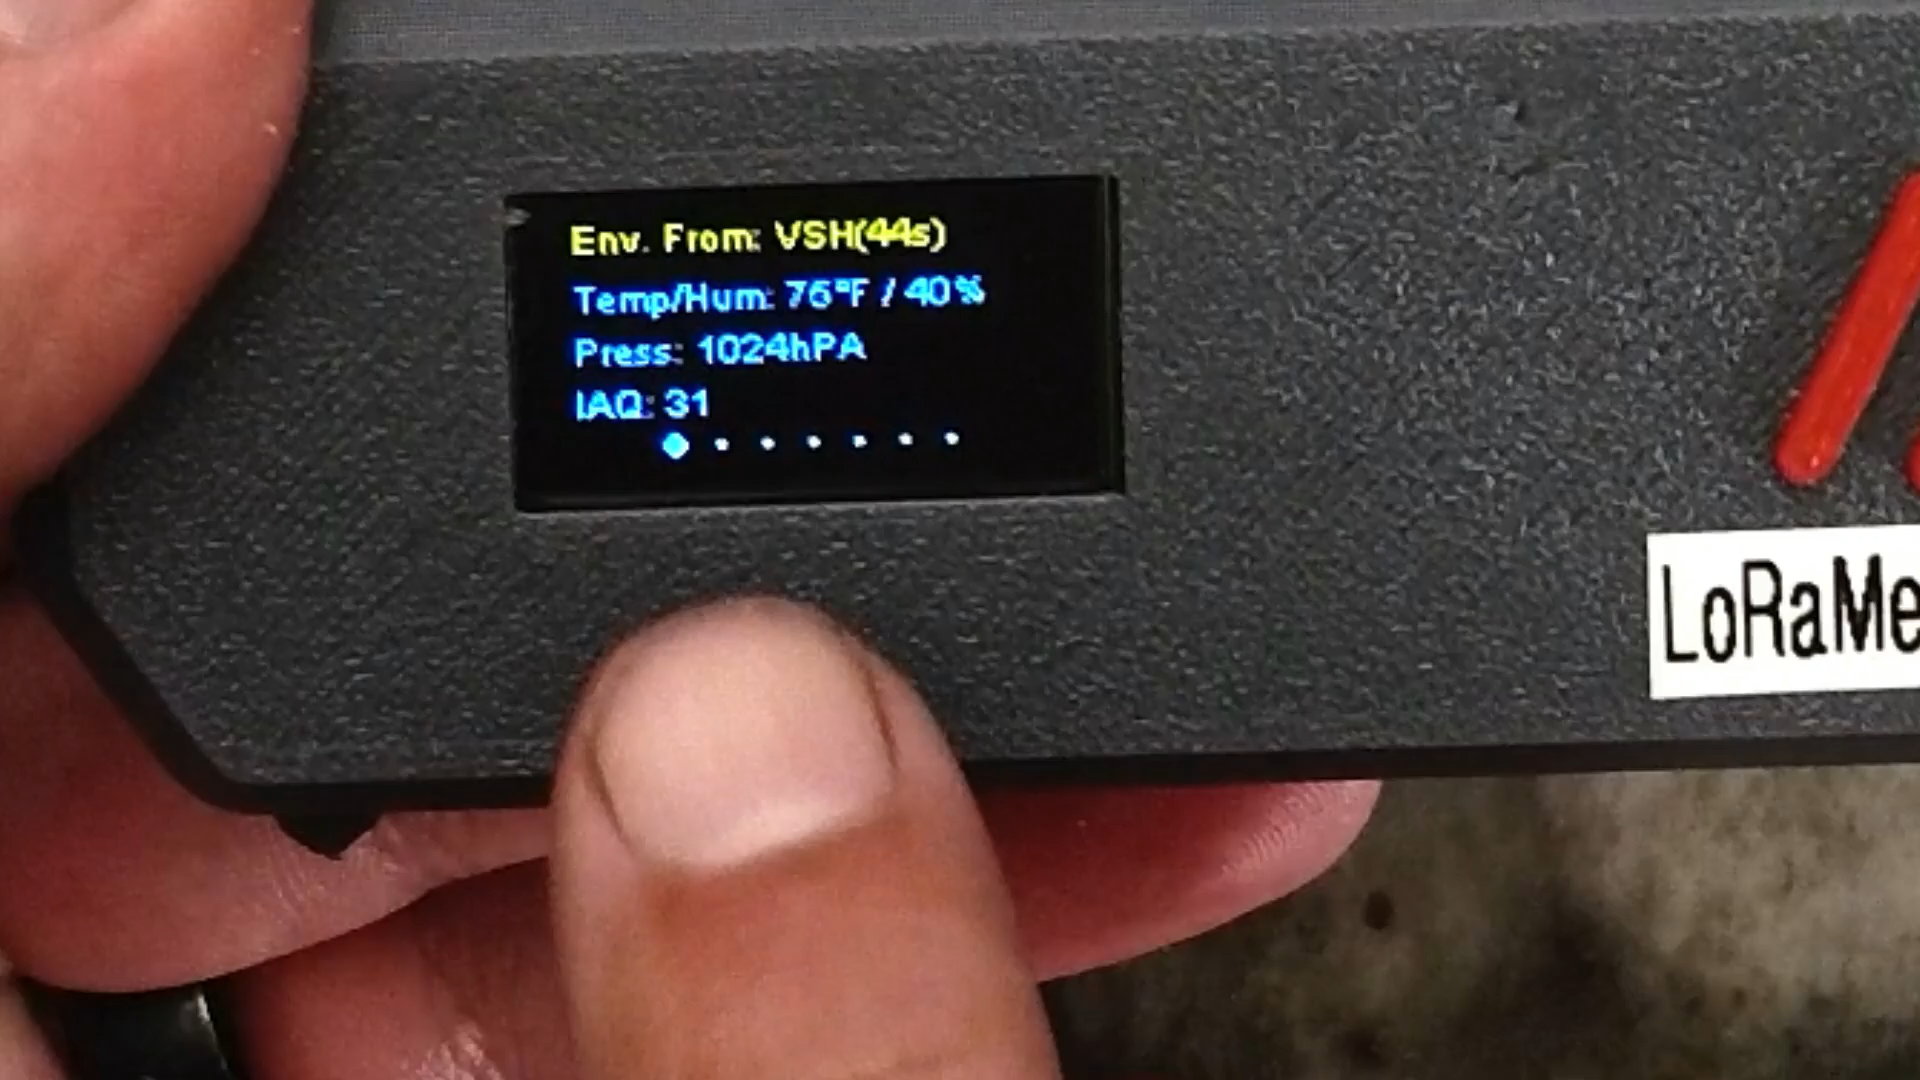 Env. From: VSH(44s)
Temp/Hum: 76°F / 40%
Press: 1024hPA
IAQ: 31
LoRaMe